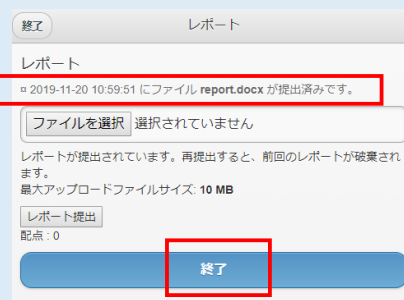 終了
レポート
レポート
¤ 2019-11-20 10:59:51 にファイル report.docx が提出済みです。
ファイルを選択 選択されていません
レポートが提出されています。再提出すると、前回のレポートが破棄され
ます。
最大アップロードファイルサイズ: 10 MB
レポート提出
配点 : 0
終了